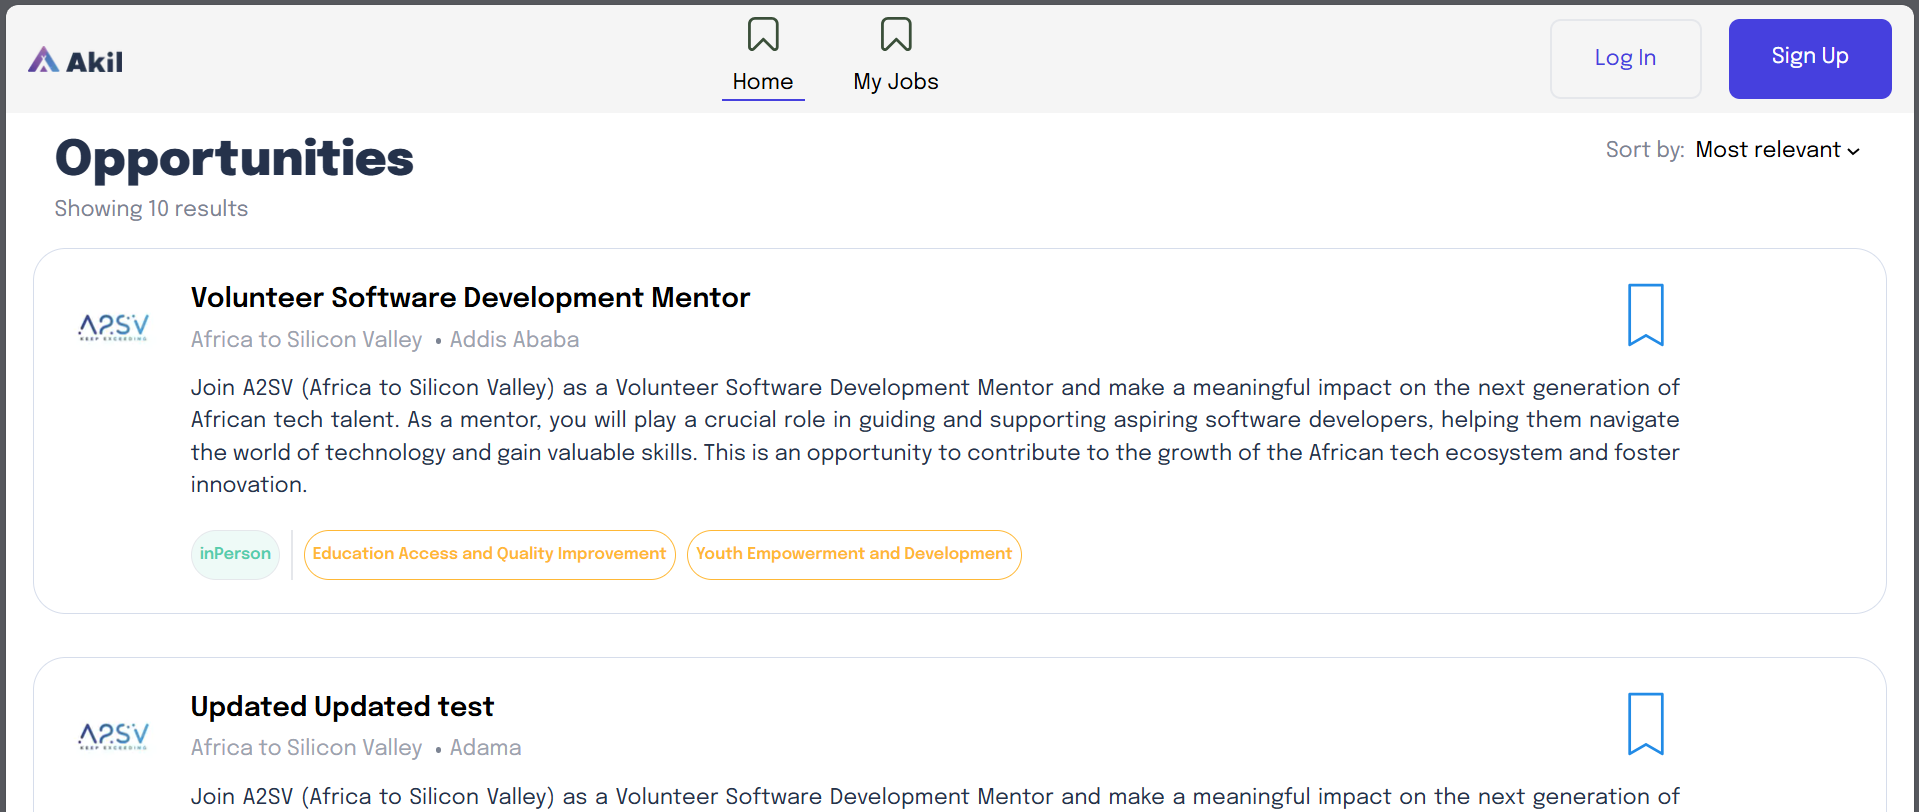 Akil
Home
My Jobs
Log In
Sign Up
Opportunities
Sort by: Most relevant
Showing 10 results
A2SV
KEEP EXCEEDING
Volunteer Software Development Mentor
Africa to Silicon Valley • Addis Ababa
Join A2SV (Africa to Silicon Valley) as a Volunteer Software Development Mentor and make a meaningful impact on the next generation of
African tech talent. As a mentor, you will play a crucial role in guiding and supporting aspiring software developers, helping them navigate
the world of technology and gain valuable skills. This is an opportunity to contribute to the growth of the African tech ecosystem and foster
innovation.
inPerson
Education Access and Quality Improvement
Youth Empowerment and Development
A2SV
KEEP EXCEEDING
Updated Updated test
Africa to Silicon Valley • Adama
Join A2SV (Africa to Silicon Valley) as a Volunteer Software Development Mentor and make a meaningful impact on the next generation of